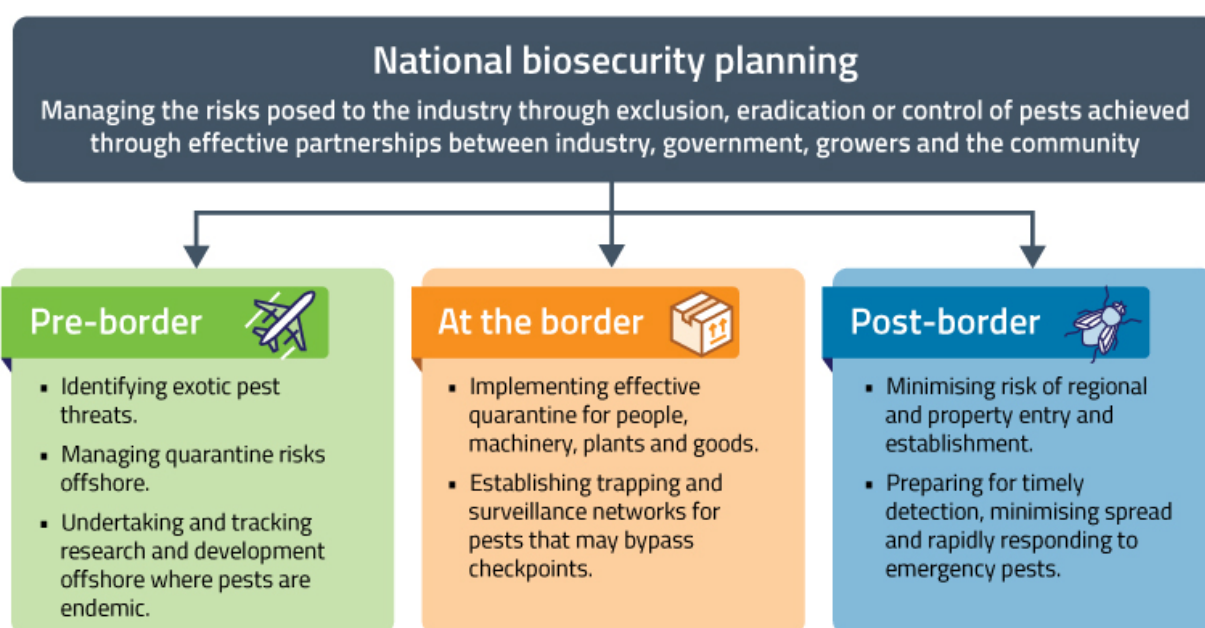 National biosecurity planning
Managing the risks posed to the industry through exclusion, eradication or control of pests achieved
through effective partnerships between industry, government, growers and the community
Pre-border
▪ Identifying exotic pest
threats.
▪ Managing quarantine risks
offshore.
▪ Undertaking and tracking
research and development
offshore where pests are
endemic.
At the border
▪ Implementing effective
quarantine for people,
machinery, plants and goods.
▪ Establishing trapping and
surveillance networks for
pests that may bypass
checkpoints.
Post-border
▪ Minimising risk of regional
and property entry and
establishment.
▪ Preparing for timely
detection, minimising spread
and rapidly responding to
emergency pests.